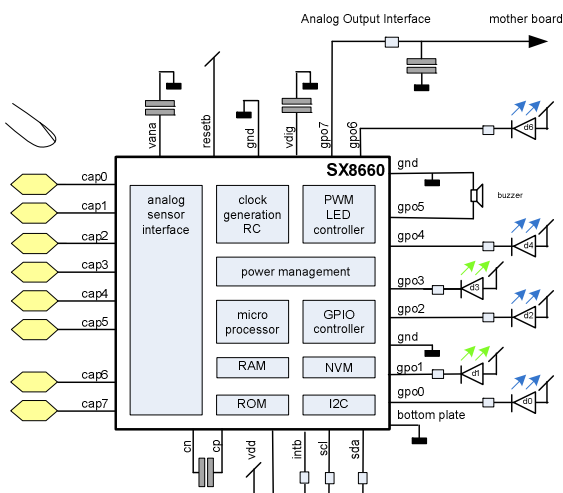 Analog Output Interface
mother board
vana
resetb
gnd
vdig
gpo7
gpo6
d6
SX8660
cap0
cap1
cap2
cap3
cap4
cap5
cap6
cap7
analog
sensor
interface
clock
generation
RC
PWM
LED
controller
power management
micro
processor
GPIO
controller
RAM
NVM
ROM
I2C
gnd
buzzer
gpo5
gpo4
d4
gpo3
d3
gpo2
d2
gnd
gpo1
d1
gpo0
d0
bottom plate
cn
cp
vdd
intb
scl
sda